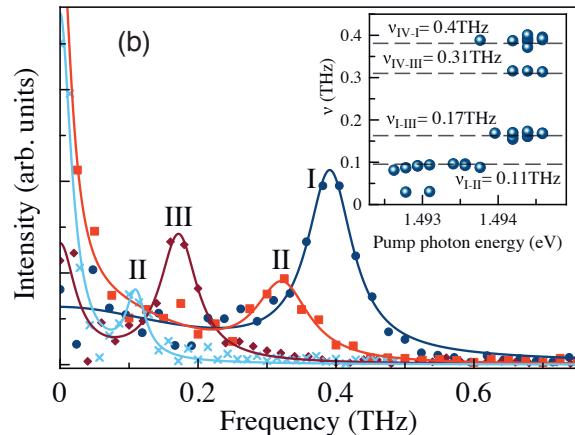 (b)
Intensity (arb. units)
I
III
II
II
0
0.2
0.4
0.6
Frequency (THz)
ν (THz)
0.4
0.3
0.2
0.1
0
νIV-I= 0.4THz
νIV-III= 0.31THz
νI-III= 0.17THz
νI-II= 0.11THz
1.493
1.494
Pump photon energy (eV)